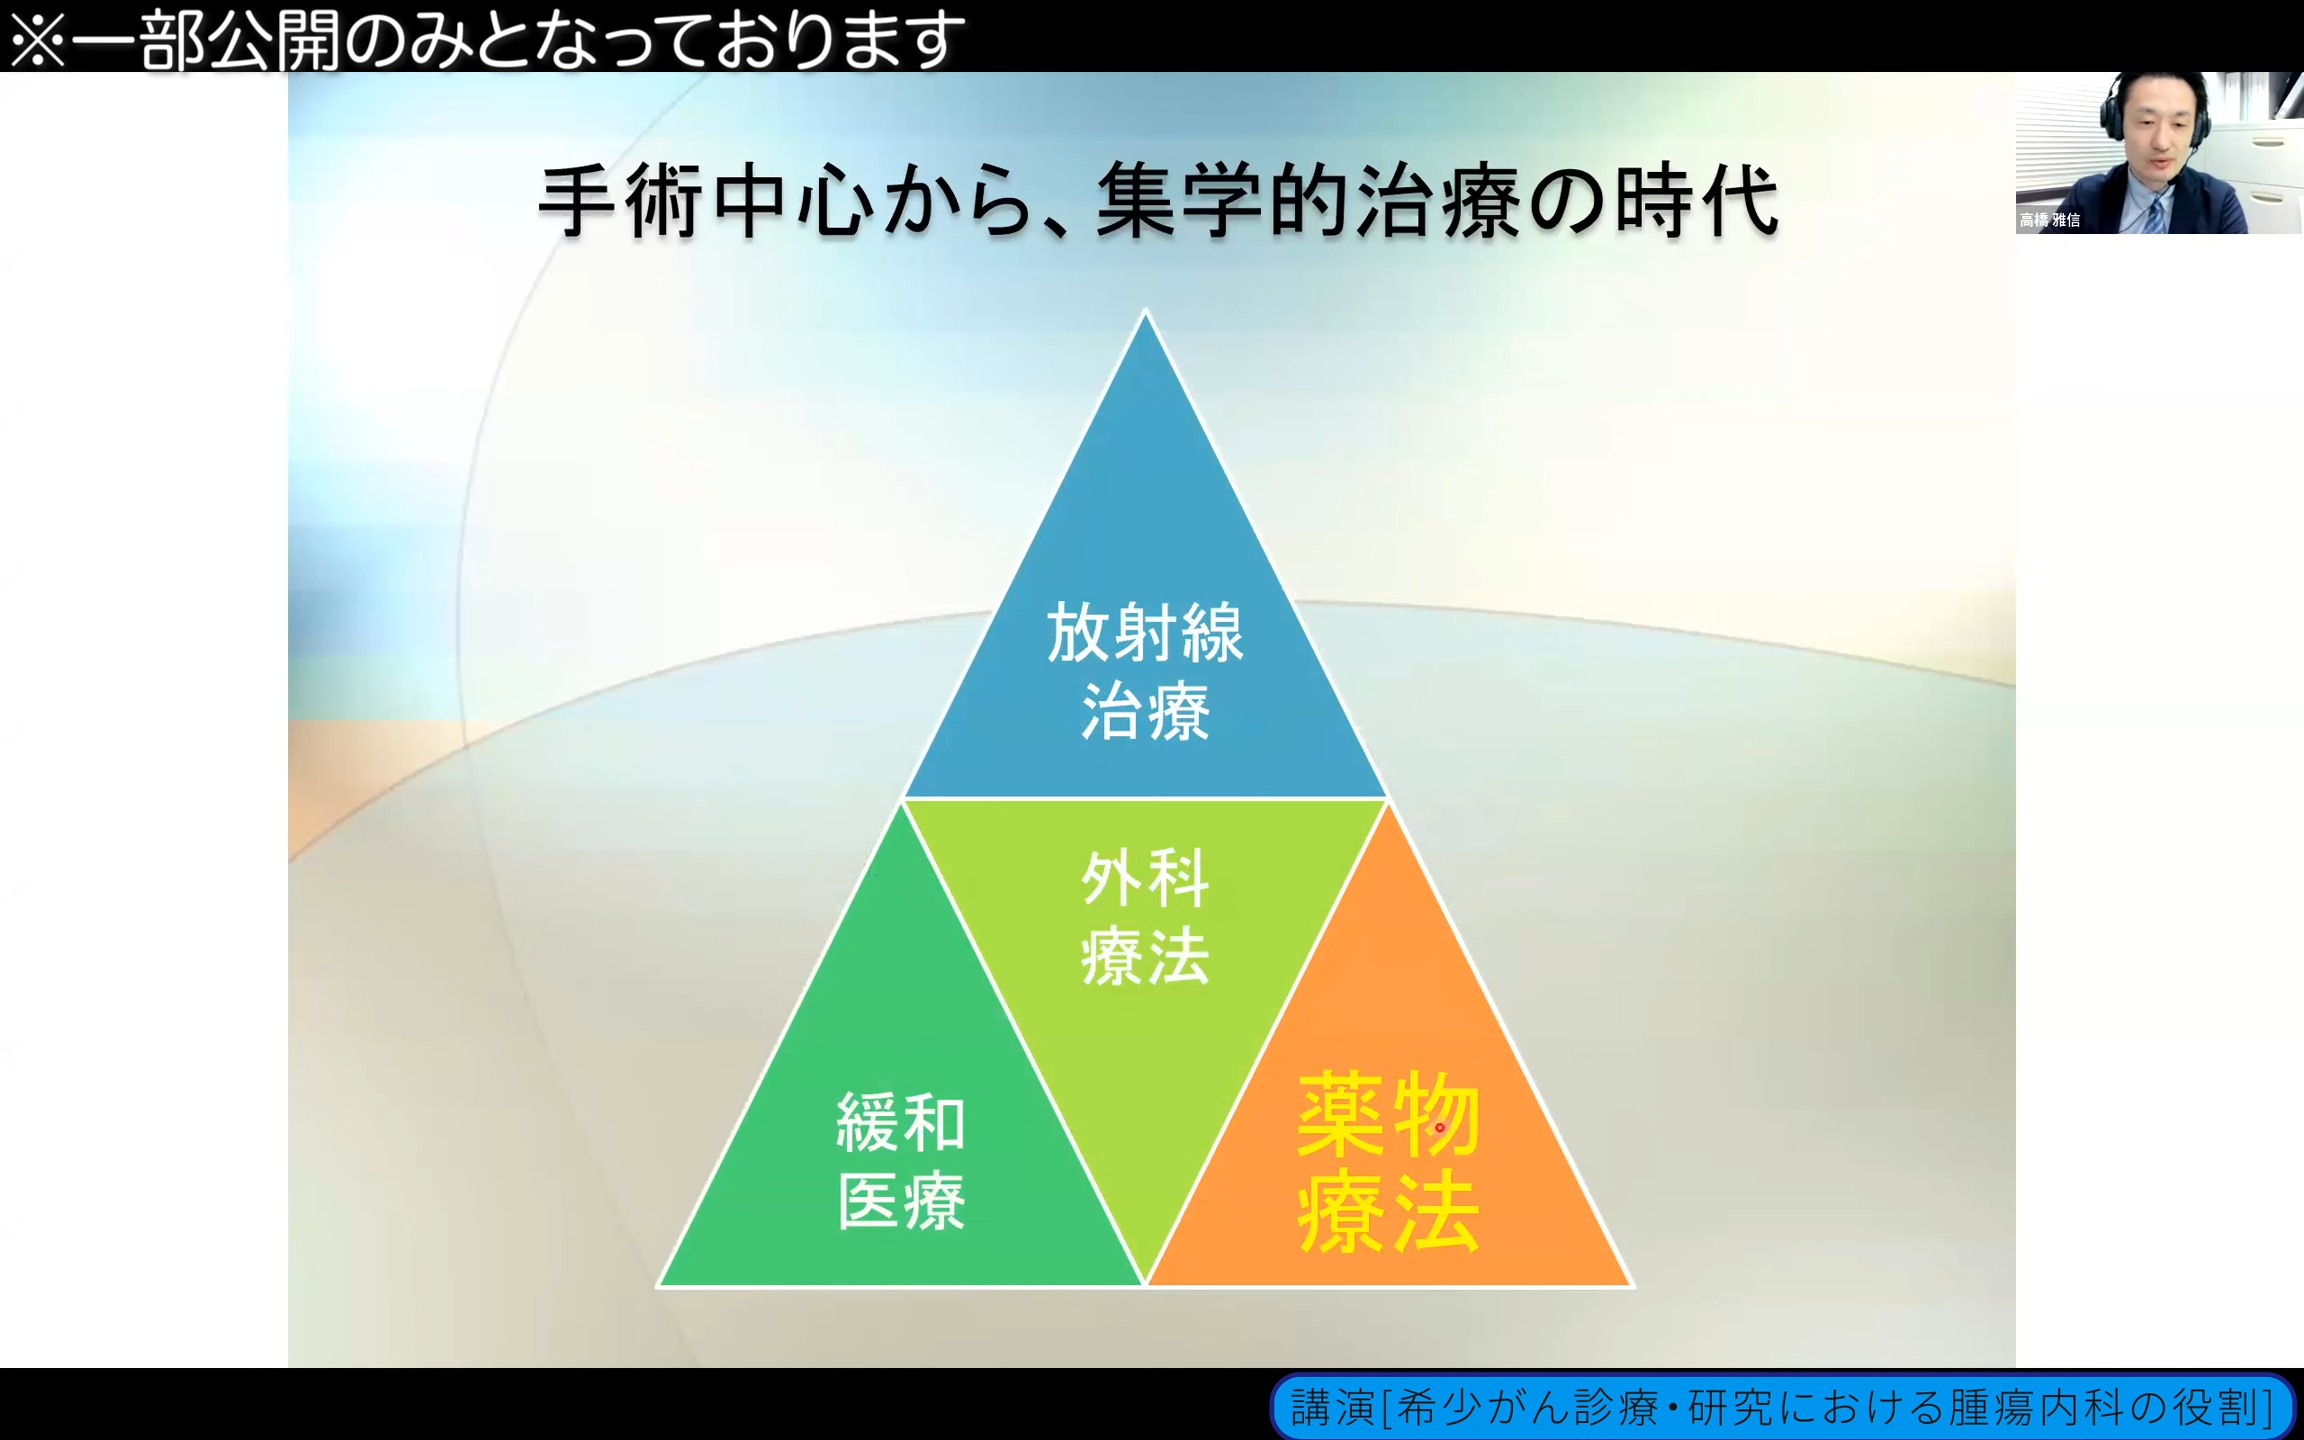 ※一部公開のみとなっております
手術中心から、集学的治療の時代
高橋 雅信
放射線
治療
外科
療法
緩和
医療
薬物
療法
講演[希少がん診療・研究における腫瘍内科の役割]